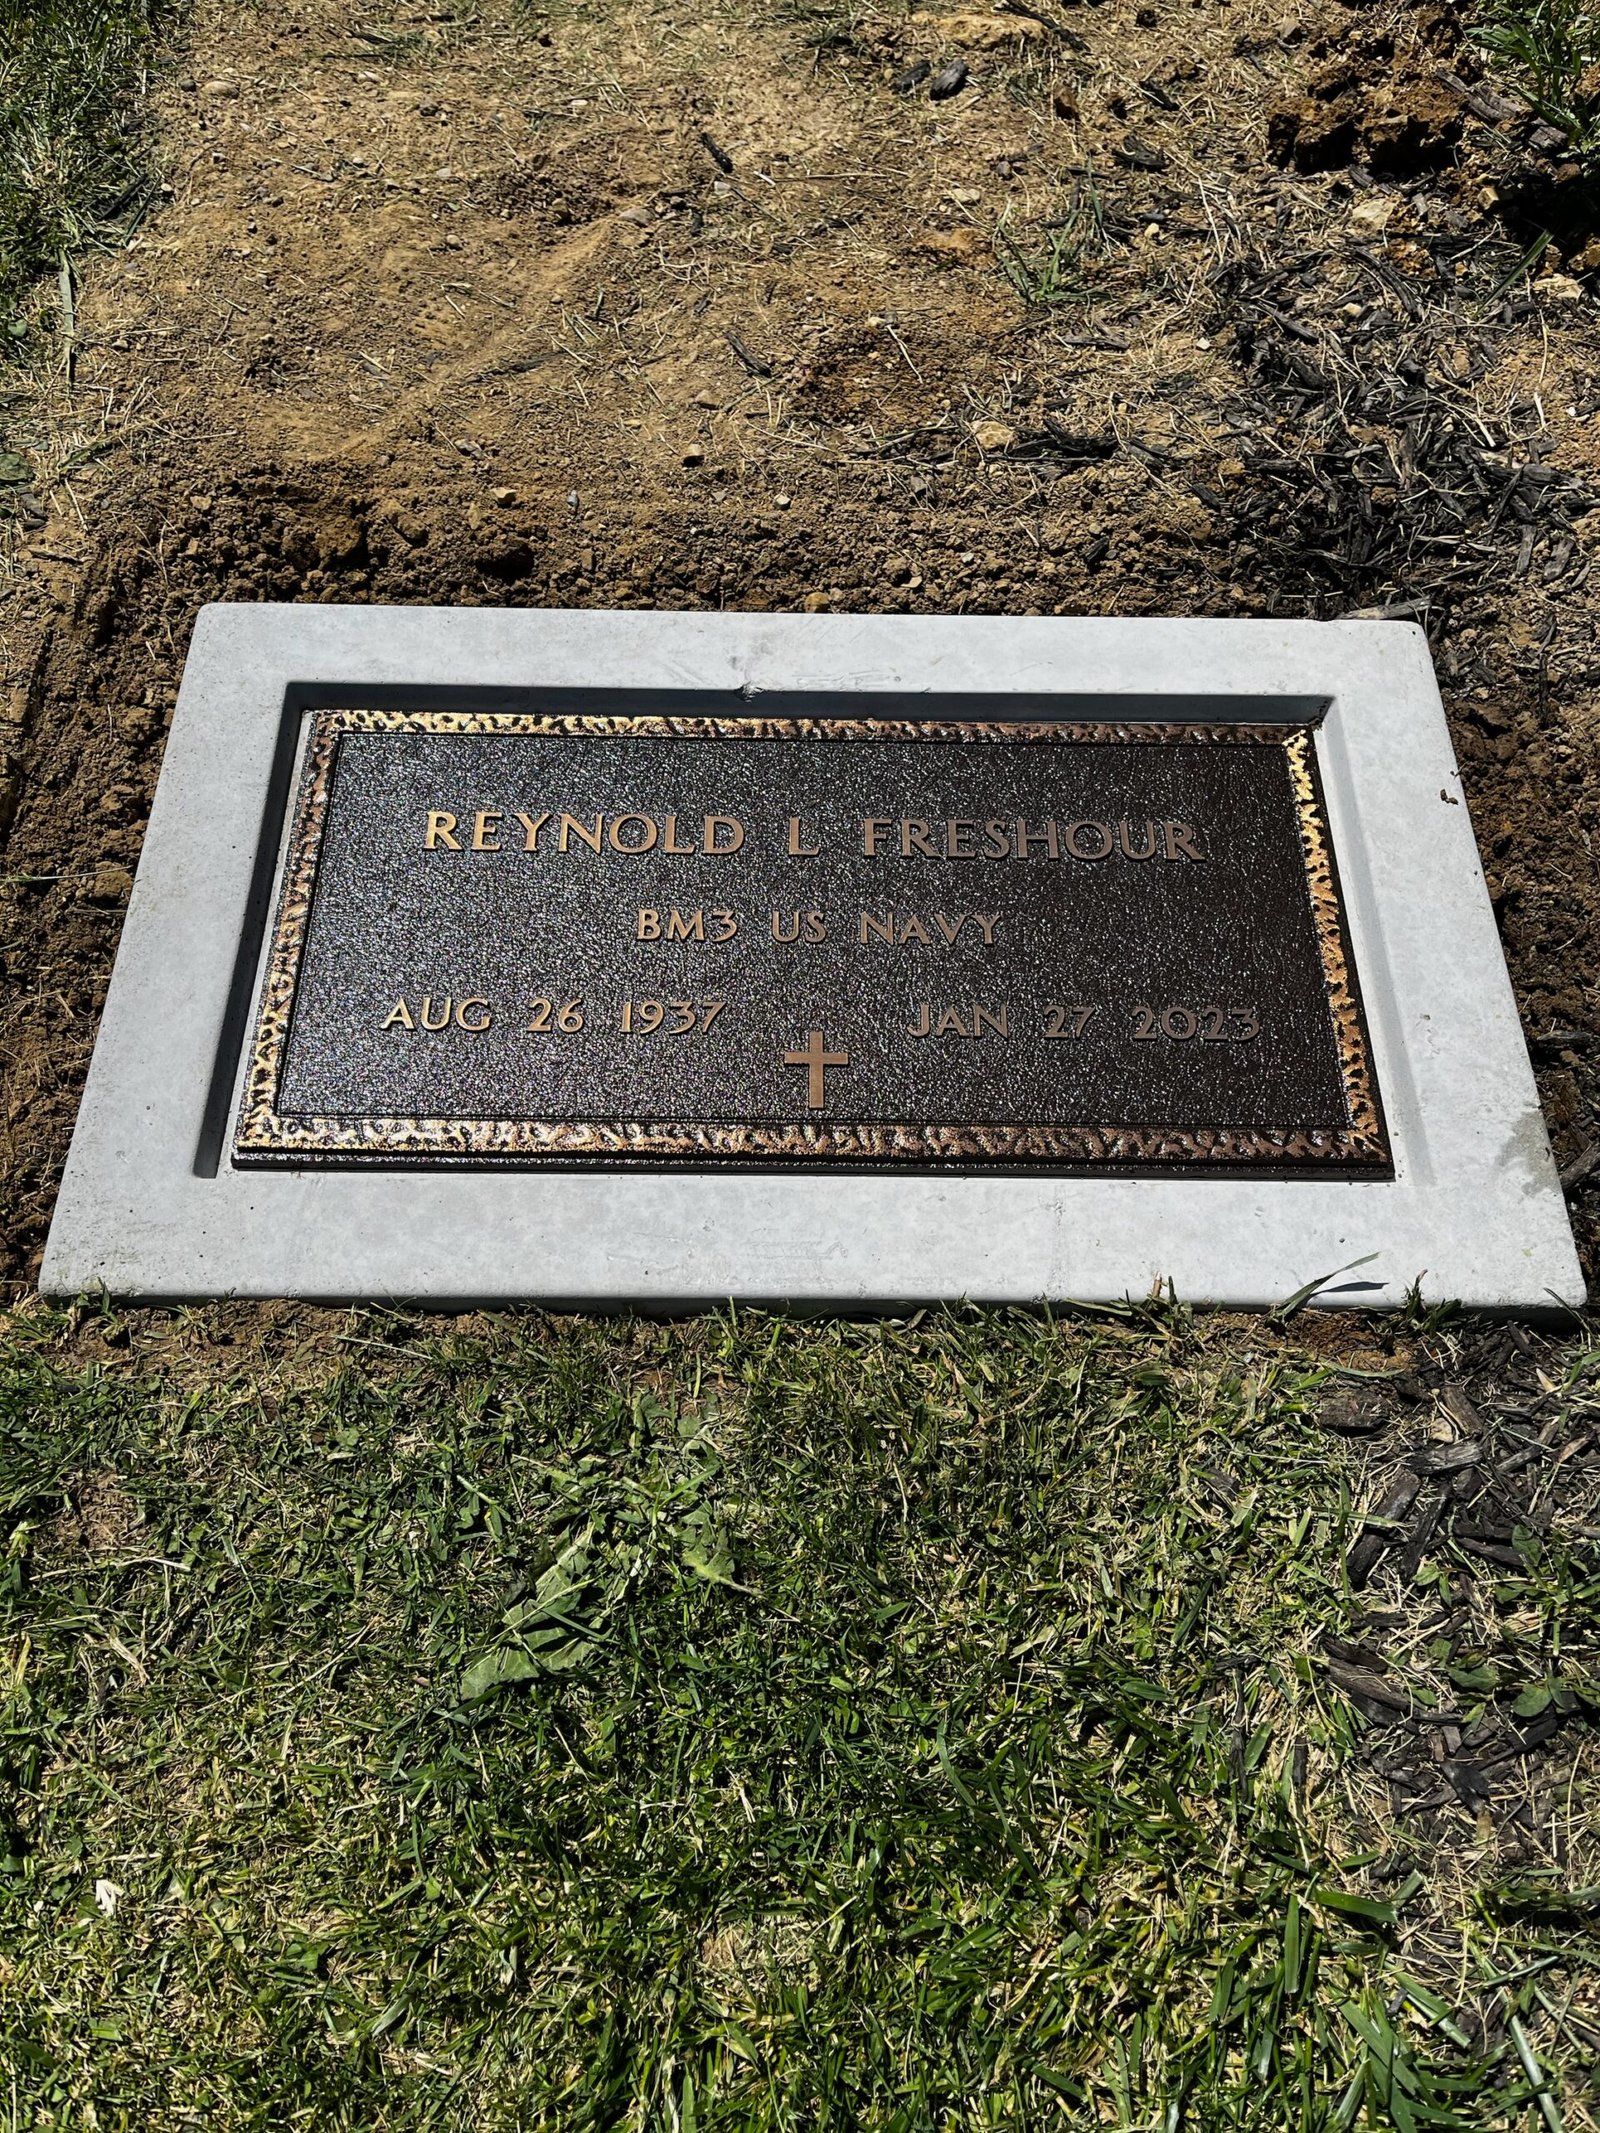 REYNOLD L FRESHOUR
BM3 US NAVY
AUG 26 1937 JAN 27 2023